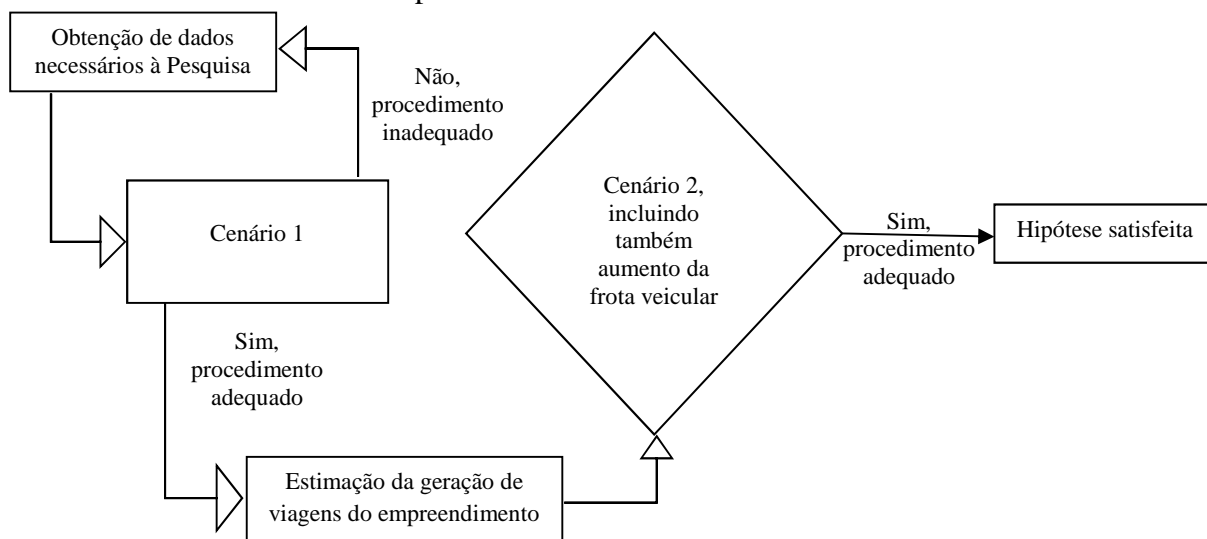 Obtenção de dados
necessários à Pesquisa
Não,
procedimento
inadequado
Cenário 1
Sim,
procedimento
adequado
Estimação da geração de
viagens do empreendimento
Cenário 2,
incluindo
também
aumento da
frota veicular
Sim,
procedimento
adequado
Hipótese satisfeita